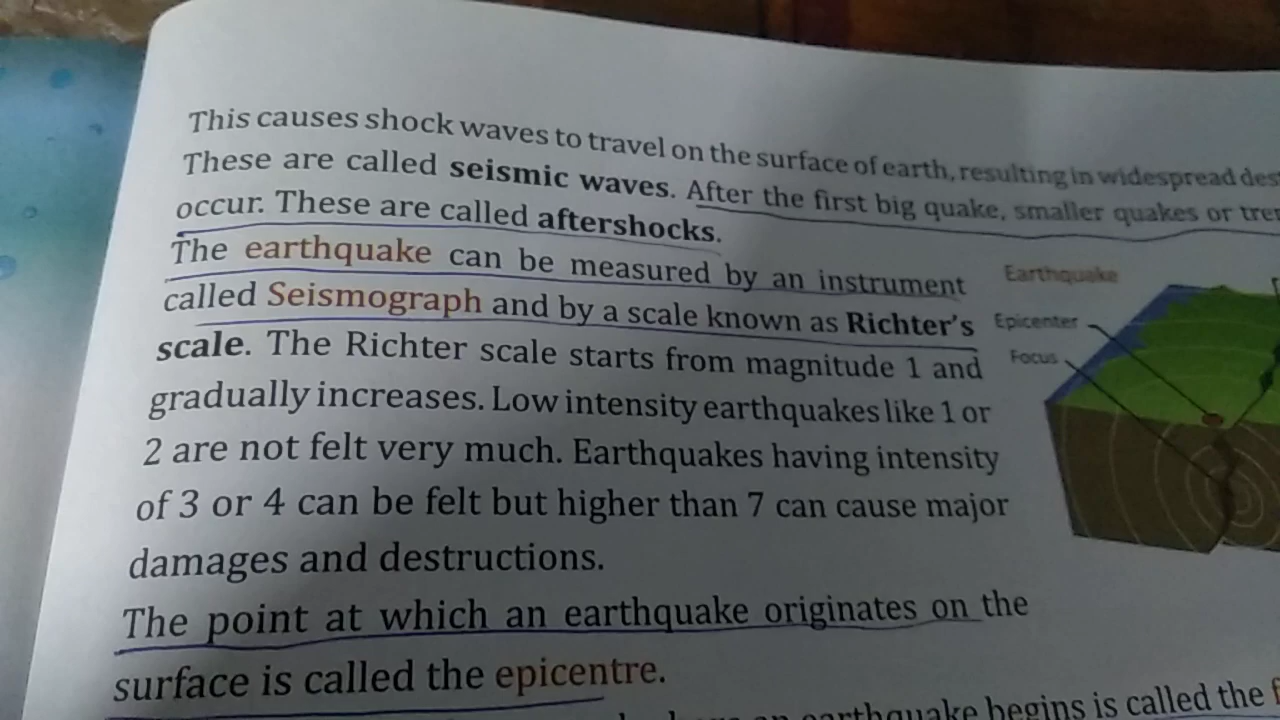 This causes shock waves to travel on the surface of earth, resulting in widespread
These are called seismic waves. After the first big quake, smaller quakes or
occur. These are called aftershocks.
The earthquake can be measured by an instrument
called Seismograph and by a scale known as Richter's
scale. The Richter scale starts from magnitude 1 and
gradually increases. Low intensity earthquakes like 1 or
2 are not felt very much. Earthquakes having intensity
of 3 or 4 can be felt but higher than 7 can cause major
damages and destructions.
The point at which an earthquake originates on the
surface is called the epicentre.
earthquake begins is called the
Earthquake
Epicenter
Focus